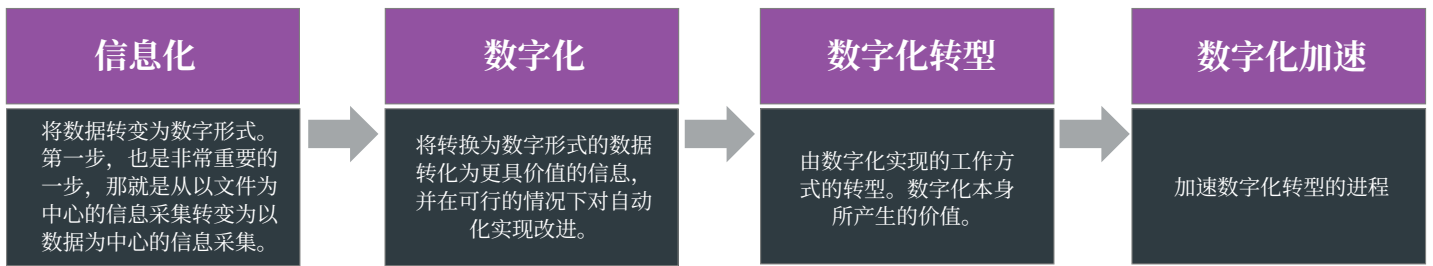 信息化
将数据转变为数字形式。
第一步，也是非常重要的
一步，那就是从以文件为
中心的信息采集转变为以
数据为中心的信息采集。
数字化
将转换为数字形式的数据
转化为更具价值的信息，
并在可行的情况下对自动
化实现改进。
数字化转型
由数字化实现的工作方
式的转型。数字化本身
所产生的价值。
数字化加速
加速数字化转型的进程